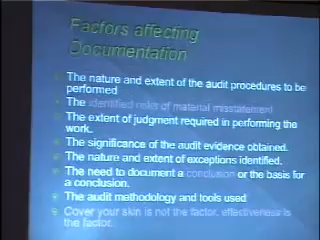 Factors affecting
Documentation
The nature and extent of the audit procedures to be
performed
The identified risks of material misstatement
The extent of judgment required in performing the
work.
The significance of the audit evidence obtained.
The nature and extent of exceptions identified.
The need to document a conclusion or the basis for
a conclusion.
The audit methodology and tools used
Cover your skin is not the factor, effectiveness is
the factor.